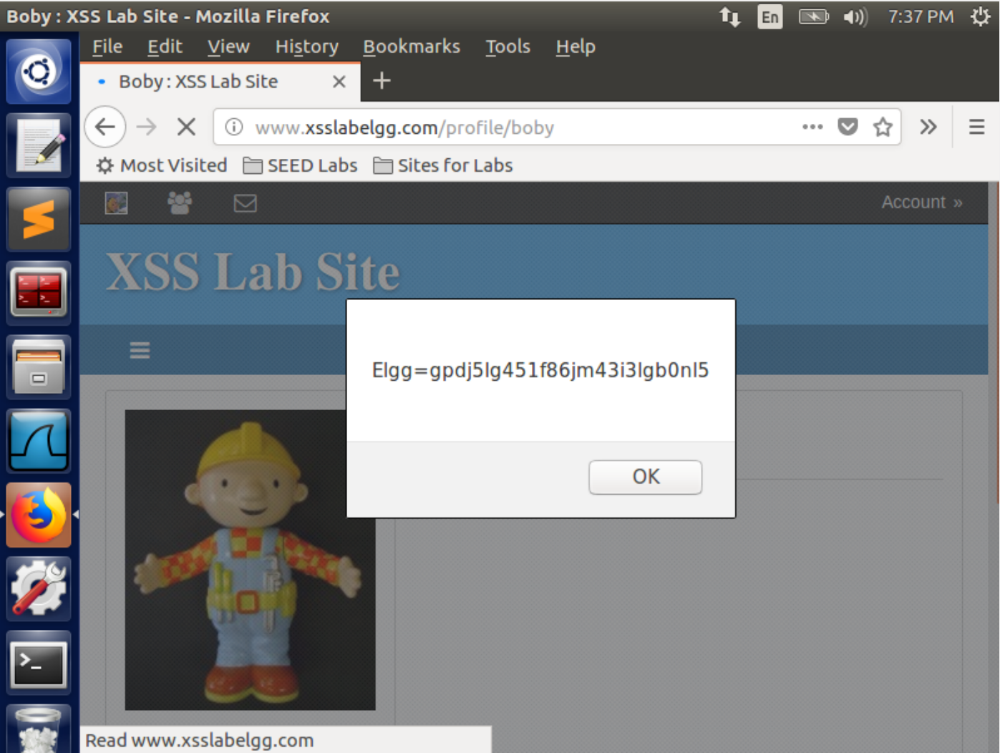 Boby : XSS Lab Site - Mozilla Firefox En 7:37 PM
File Edit View History Bookmarks Tools Help
Boby : XSS Lab Site
www.xsslabelgg.com/profile/boby
Most Visited SEED Labs Sites for Labs
Account »
XSS Lab Site
Elgg=gpdj5lg451f86jm43i3lgb0nl5
OK
Read www.xsslabelgg.com